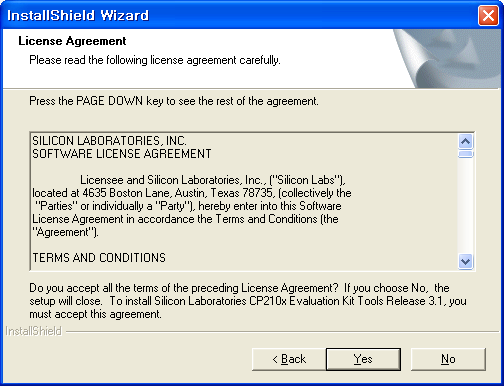 InstallShield Wizard
License Agreement
Please read the following license agreement carefully.
Press the PAGE DOWN key to see the rest of the agreement.
SILICON LABORATORIES, INC.
SOFTWARE LICENSE AGREEMENT
Licensee and Silicon Laboratories, Inc., ("Silicon Labs"),
located at 4635 Boston Lane, Austin, Texas 78735, (collectively the
"Parties" or individually a "Party"), hereby enter into this Software
License Agreement in accordance the Terms and Conditions (the
"Agreement").
TERMS AND CONDITIONS
Do you accept all the terms of the preceding License Agreement?  If you choose No,  the
setup will close.  To install Silicon Laboratories CP210x Evaluation Kit Tools Release 3.1, you
must accept this agreement.
InstallShield
< Back
Yes
No